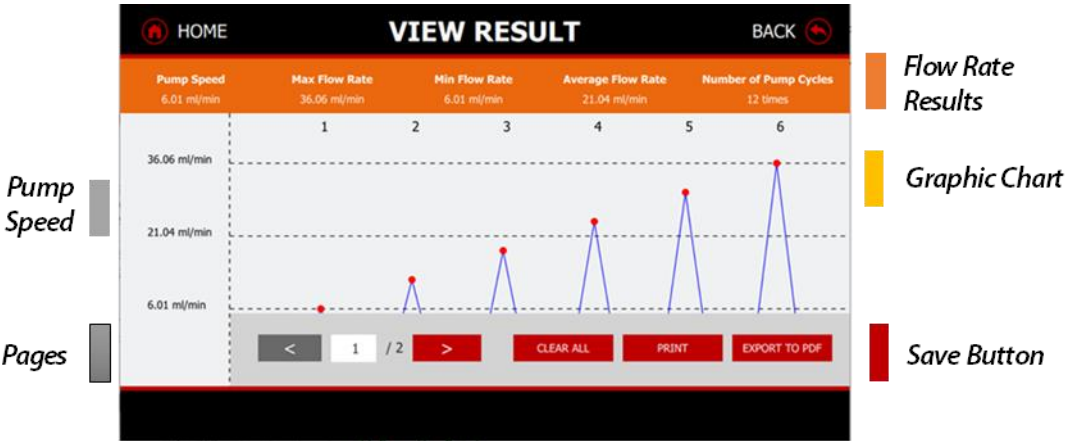 HOME
VIEW RESULT
BACK
Pump Speed
Max Flow Rate
Min Flow Rate
Average Flow Rate
Number of Pump Cycles
6.01 ml/min
36.06 ml/min
6.01 ml/min
21.04 ml/min
12 times
1 2 3 4 5 6
36.06 ml/min
21.04 ml/min
6.01 ml/min
< 1 / 2 >
CLEAR ALL
PRINT
EXPORT TO PDF
Pump
Speed
Pages
Flow Rate
Results
Graphic Chart
Save Button